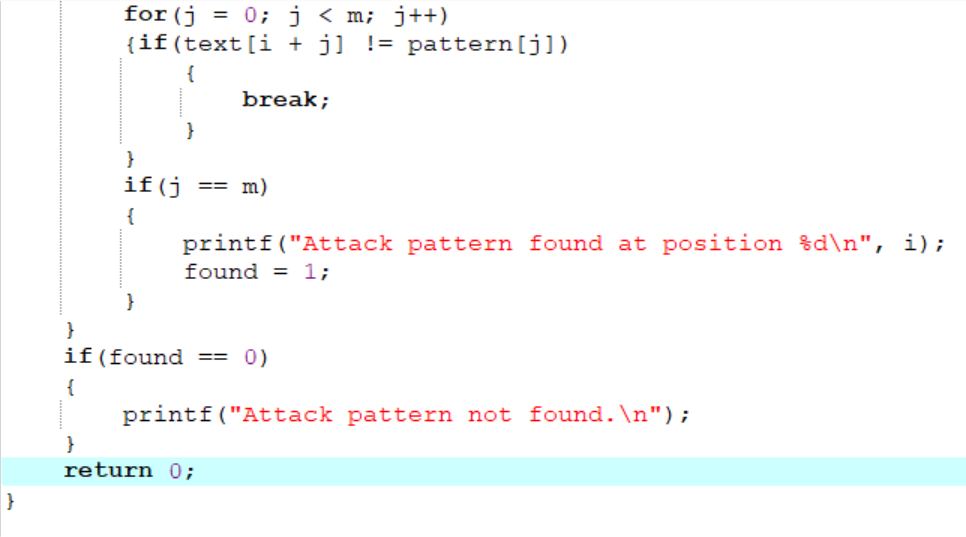 for(j = 0; j < m; j++)
{if(text[i + j] != pattern[j])
{
break;
}
}
if(j == m)
{
printf("Attack pattern found at position %d\n", i);
found = 1;
}
}
if(found == 0)
{
printf("Attack pattern not found.\n");
}
return 0;
}